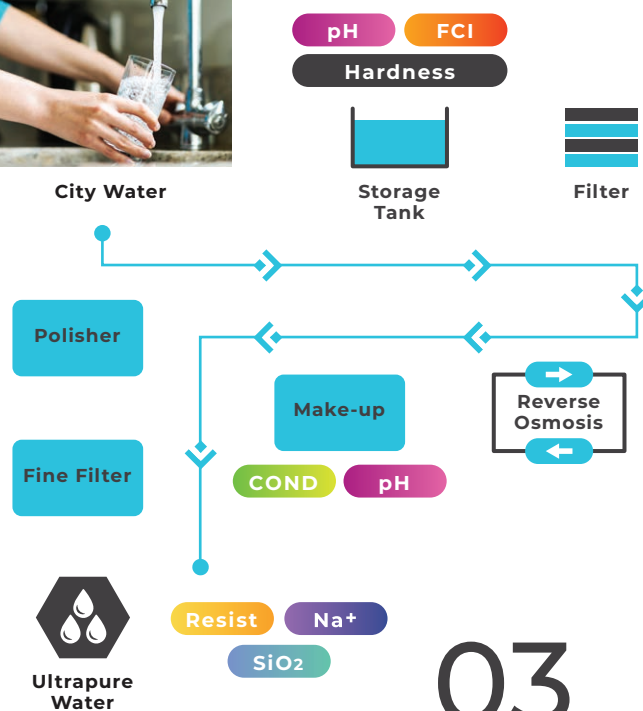 pH
FCI
Hardness
City Water
Storage
Tank
Filter
Polisher
Make-up
Reverse
Osmosis
Fine Filter
COND
pH
Resist
Na+
SiO2
Ultrapure
Water
03